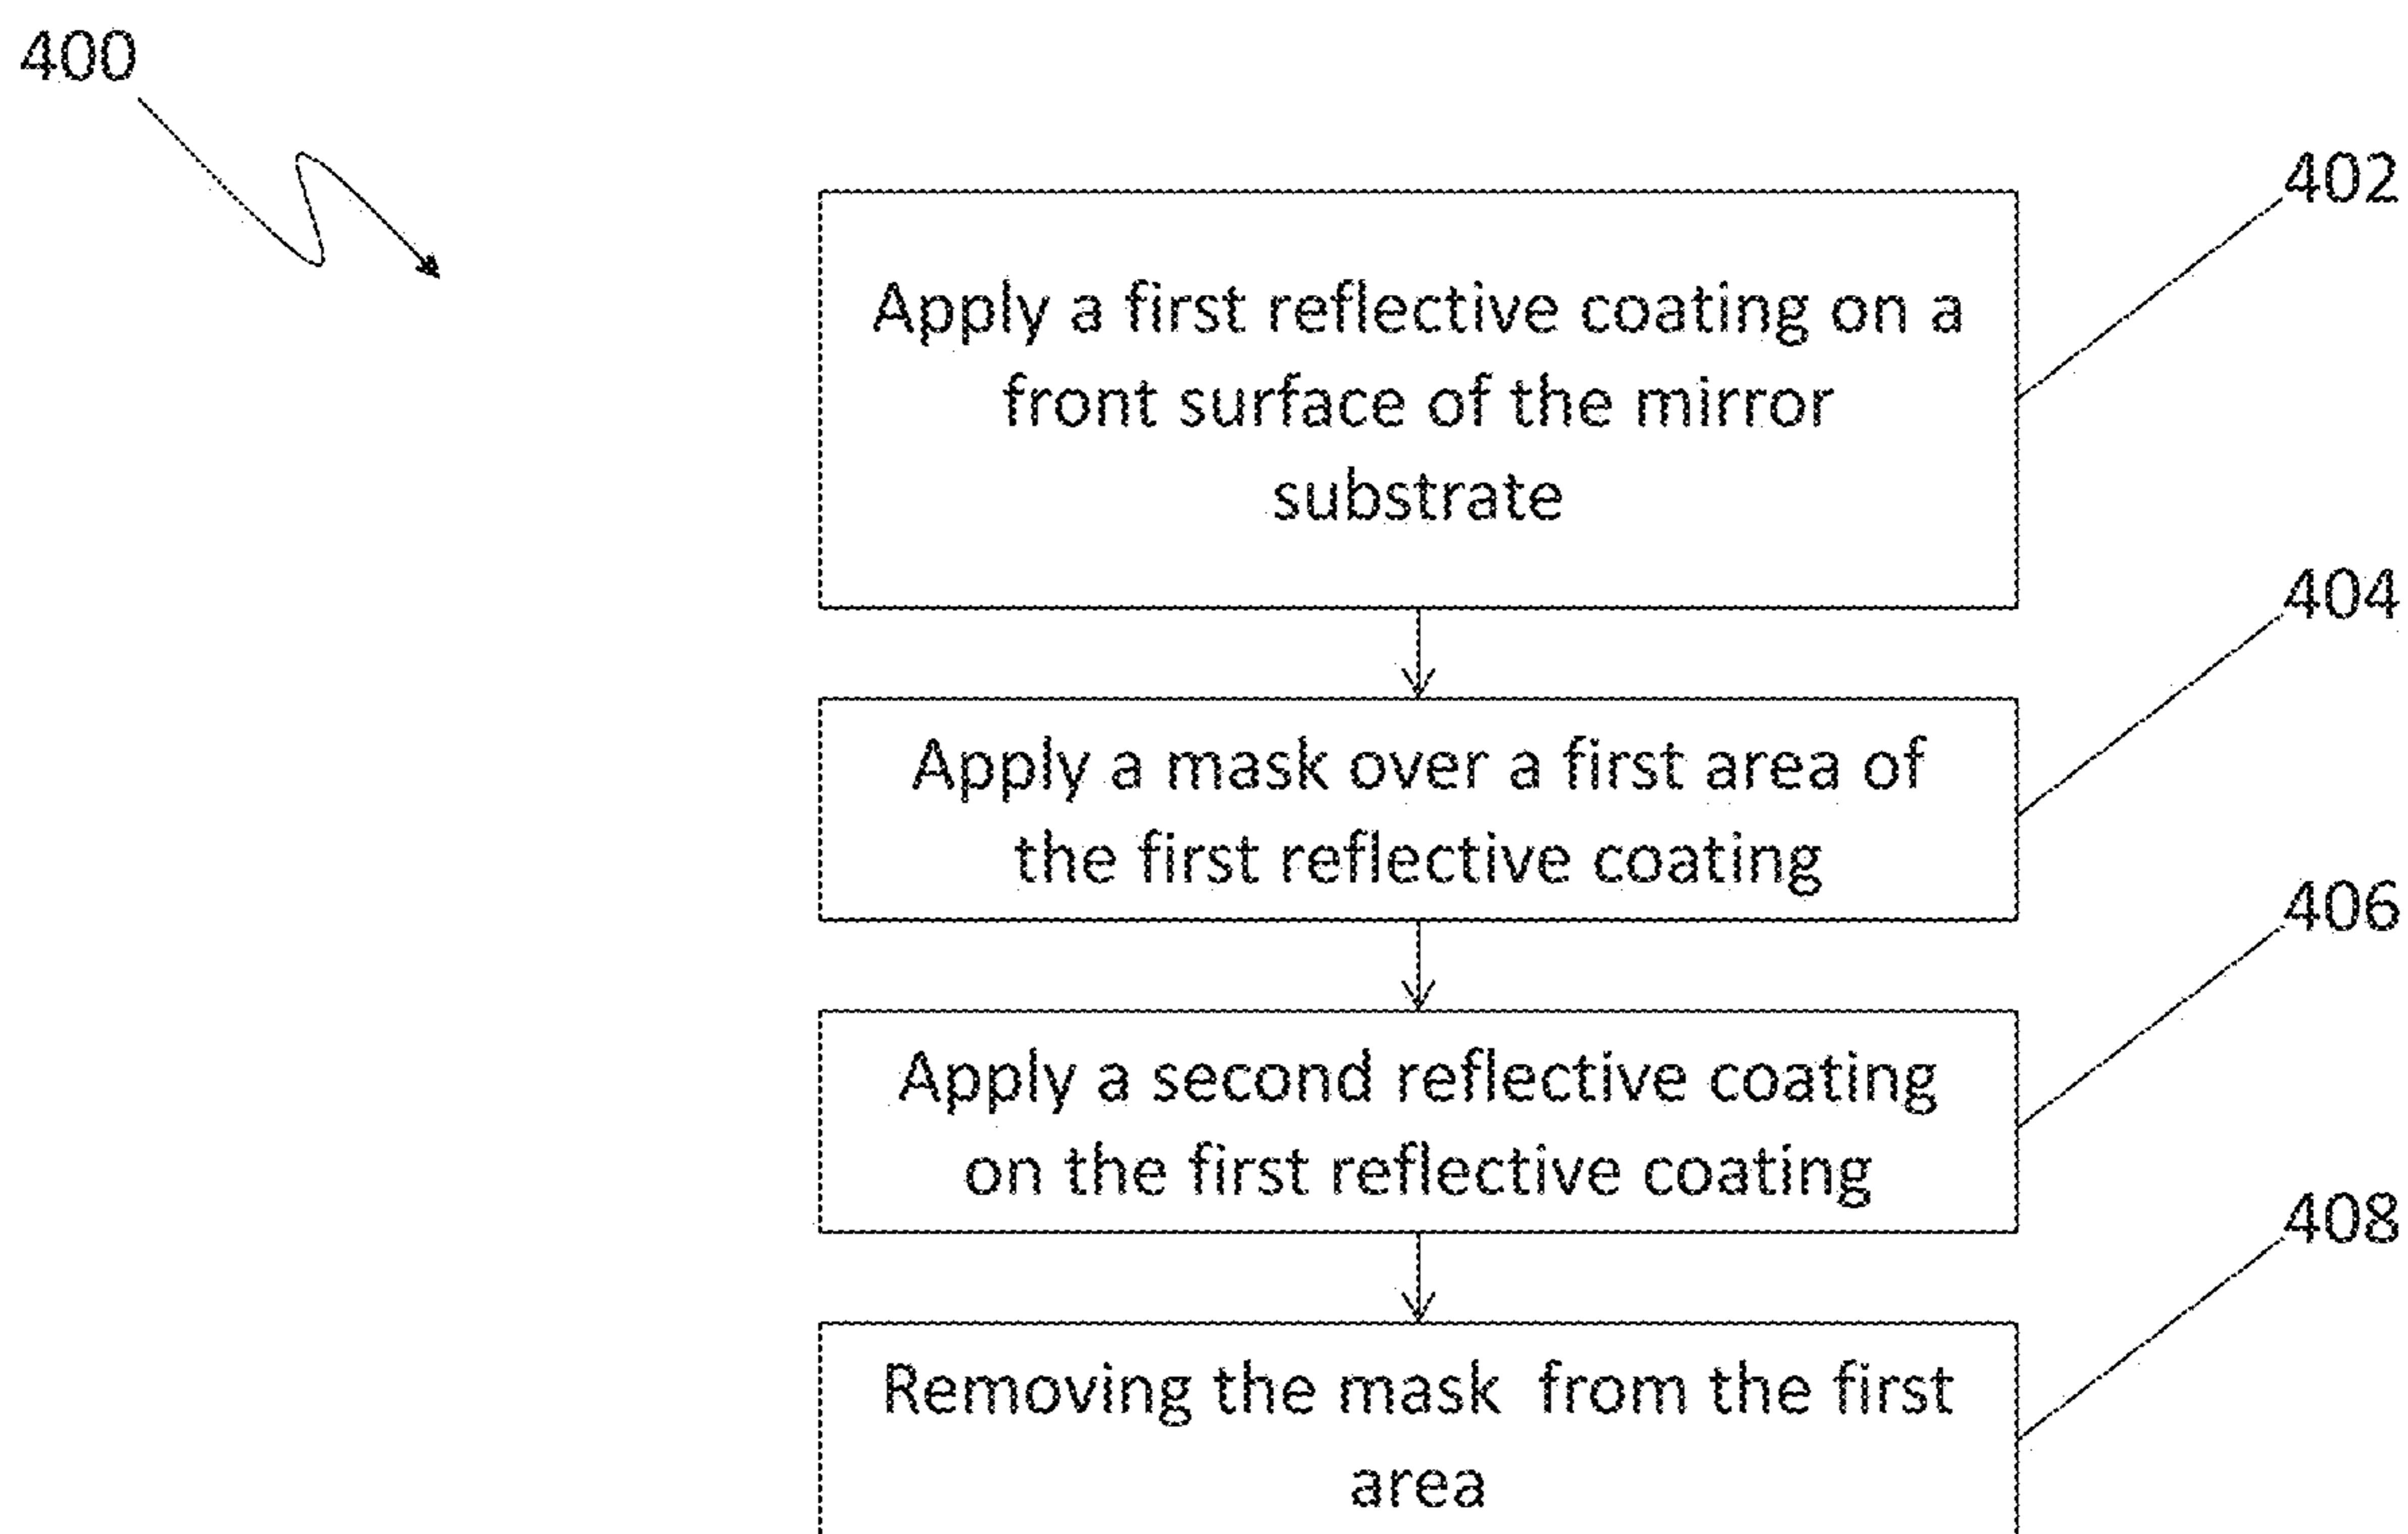 400
402
Apply a first reflective coating on a
front surface of the mirror
substrate
404
Apply a mask over a first area of
the first reflective coating
406
Apply a second reflective coating
on the first reflective coating
408
Removing the mask  from the first
area